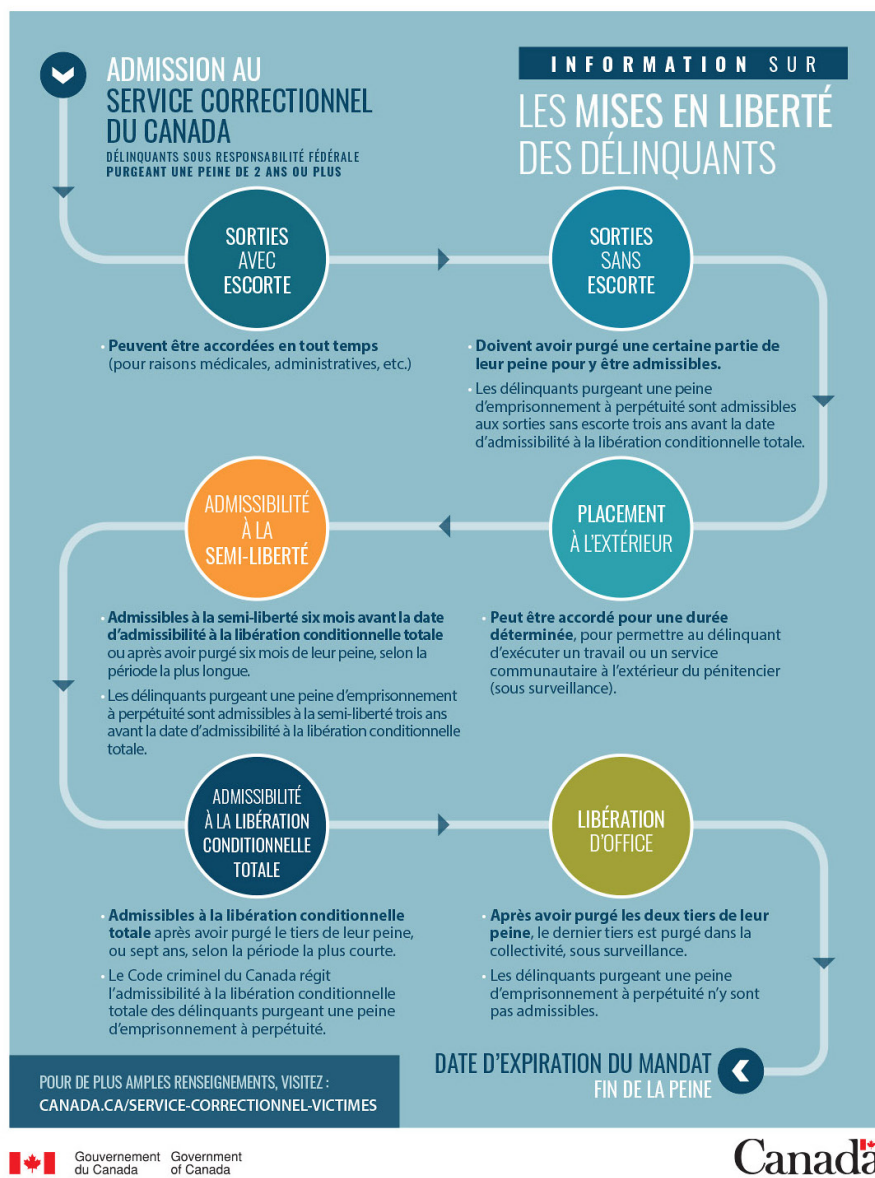 ADMISSION AU
SERVICE CORRECTIONNEL
DU CANADA
DÉLINQUANTS SOUS RESPONSABILITÉ FÉDÉRALE
PURGEANT UNE PEINE DE 2 ANS OU PLUS
INFORMATION SUR
LES MISES EN LIBERTÉ
DES DÉLINQUANTS
SORTIES
AVEC
ESCORTE
• Peuvent être accordées en tout temps
(pour raisons médicales, administratives, etc.)
SORTIES
SANS
ESCORTE
• Doivent avoir purgé une certaine partie de
leur peine pour y être admissibles.
• Les délinquants purgeant une peine
d'emprisonnement à perpétuité sont admissibles
aux sorties sans escorte trois ans avant la date
d'admissibilité à la libération conditionnelle totale.
PLACEMENT
À L'EXTÉRIEUR
• Peut être accordé pour une durée
déterminée, pour permettre au délinquant
d'exécuter un travail ou un service
communautaire à l'extérieur du pénitencier
(sous surveillance).
ADMISSIBILITÉ
À LA
SEMI-LIBERTÉ
• Admissibles à la semi-liberté six mois avant la date
d'admissibilité à la libération conditionnelle totale
ou après avoir purgé six mois de leur peine, selon la
période la plus longue.
• Les délinquants purgeant une peine d'emprisonnement
à perpétuité sont admissibles à la semi-liberté trois ans
avant la date d'admissibilité à la libération conditionnelle
totale.
ADMISSIBILITÉ
À LA LIBÉRATION
CONDITIONNELLE
TOTALE
• Admissibles à la libération conditionnelle
totale après avoir purgé le tiers de leur peine,
ou sept ans, selon la période la plus courte.
• Le Code criminel du Canada régit
l'admissibilité à la libération conditionnelle
totale des délinquants purgeant une peine
d'emprisonnement à perpétuité.
LIBÉRATION
D'OFFICE
• Après avoir purgé les deux tiers de leur
peine, le dernier tiers est purgé dans la
collectivité, sous surveillance.
• Les délinquants purgeant une peine
d'emprisonnement à perpétuité n'y sont
pas admissibles.
DATE D'EXPIRATION DU MANDAT
FIN DE LA PEINE
POUR DE PLUS AMPLES RENSEIGNEMENTS, VISITEZ :
CANADA.CA/SERVICE-CORRECTIONNEL-VICTIMES
Gouvernement
du Canada
Government
of Canada
Canada